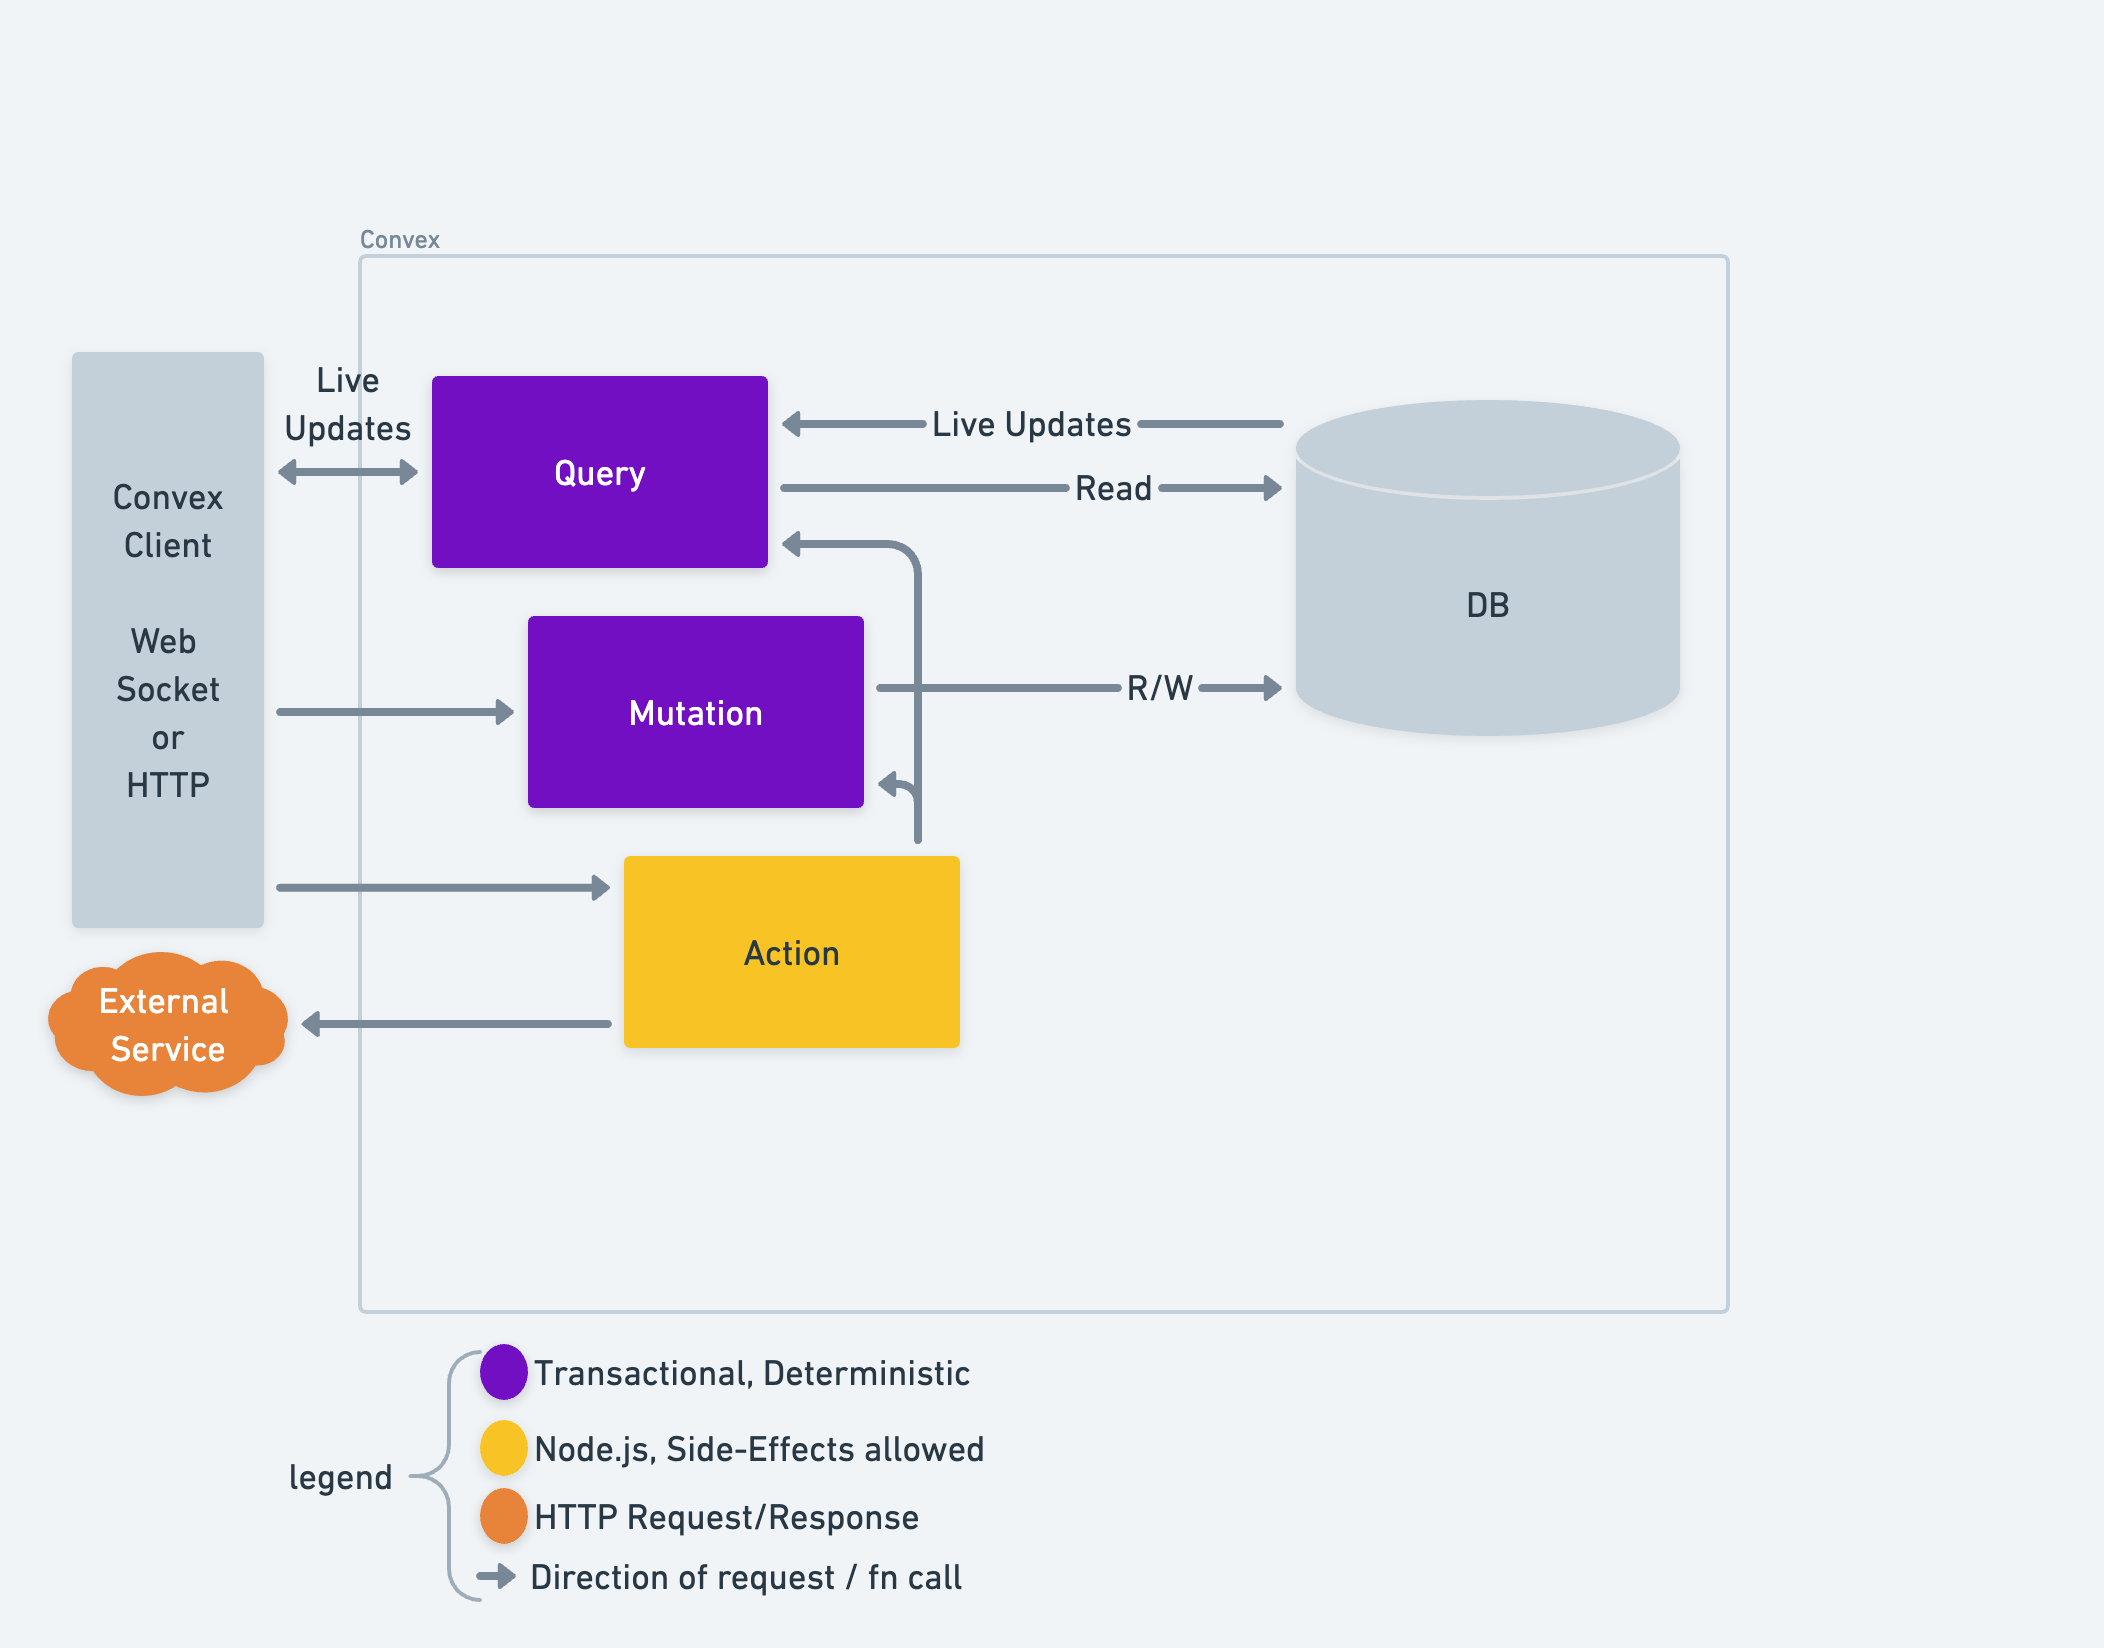 Convex
Live
Updates
Convex
Client
Web
Socket
or
HTTP
Query
Live Updates
Read
DB
Mutation
R/W
Action
External
Service
legend
Transactional, Deterministic
Node.js, Side-Effects allowed
HTTP Request/Response
Direction of request / fn call